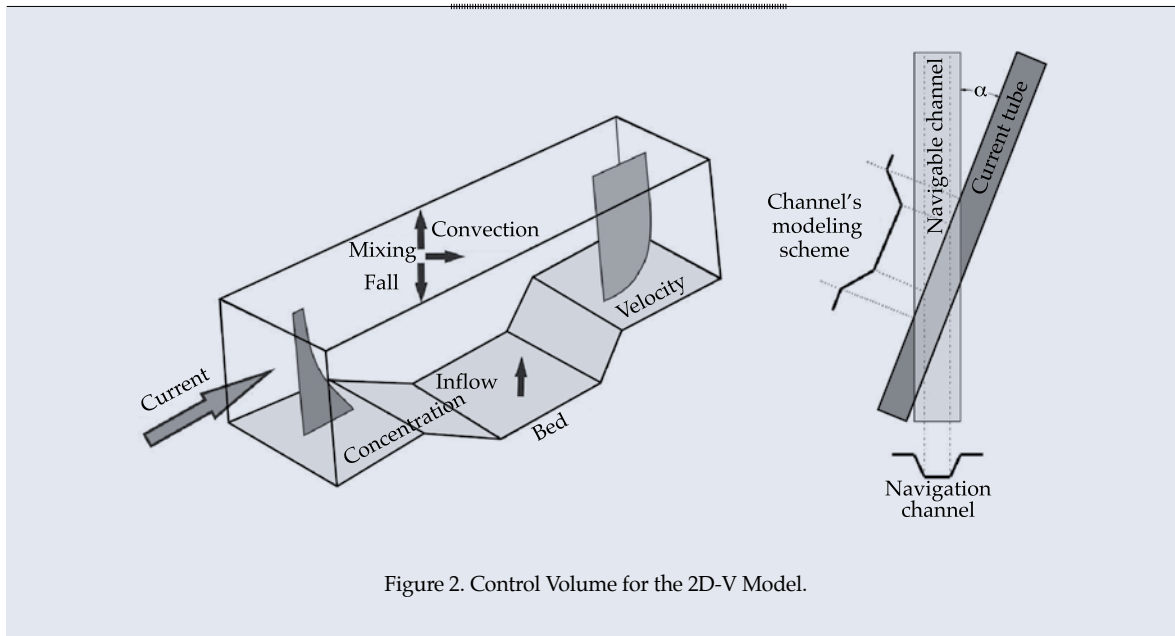 Convection
Mixing
Fall
Velocity
Current
Inflow
Concentration
Bed
Navigable channel
α
Current tube
Channel's
modeling
scheme
Navigation
channel
Figure 2. Control Volume for the 2D-V Model.